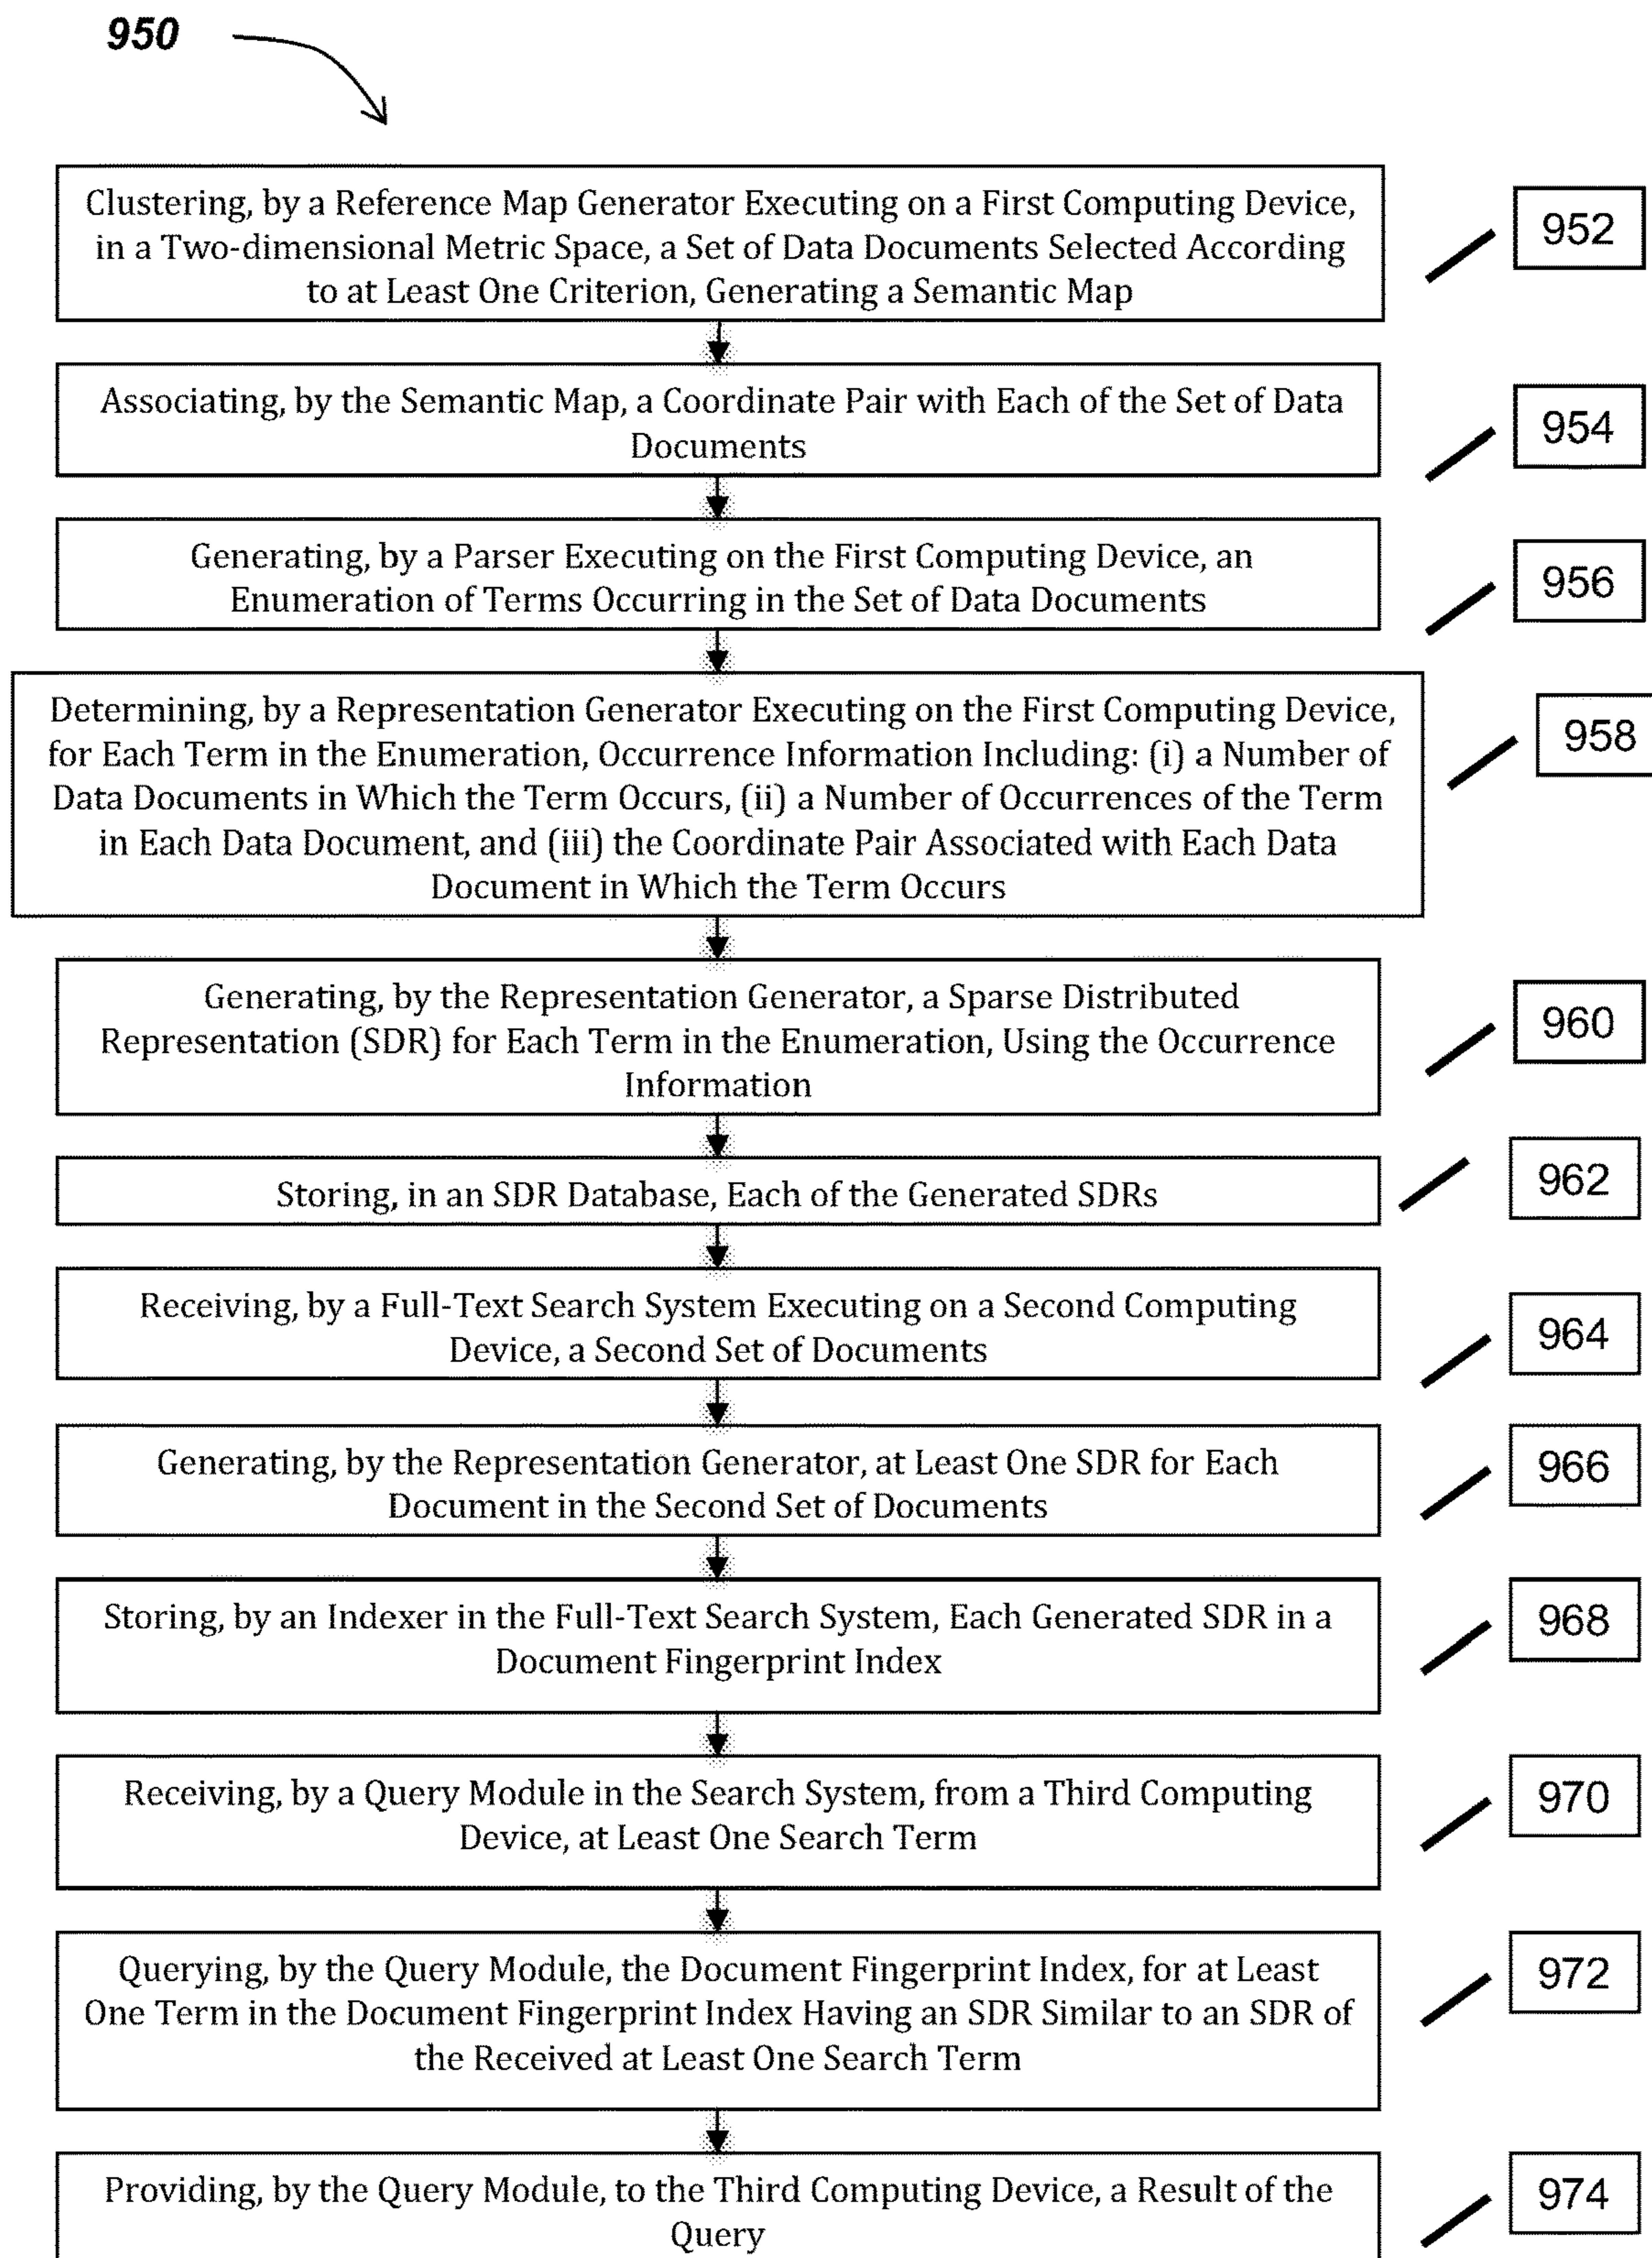 950
Clustering, by a Reference Map Generator Executing on a First Computing Device,
in a Two-dimensional Metric Space, a Set of Data Documents Selected According
to at Least One Criterion, Generating a Semantic Map
952
Associating, by the Semantic Map, a Coordinate Pair with Each of the Set of Data
Documents
954
Generating, by a Parser Executing on the First Computing Device, an
Enumeration of Terms Occurring in the Set of Data Documents
956
Determining, by a Representation Generator Executing on the First Computing Device,
for Each Term in the Enumeration, Occurrence Information Including: (i) a Number of
Data Documents in Which the Term Occurs, (ii) a Number of Occurrences of the Term
in Each Data Document, and (iii) the Coordinate Pair Associated with Each Data
Document in Which the Term Occurs
958
Generating, by the Representation Generator, a Sparse Distributed
Representation (SDR) for Each Term in the Enumeration, Using the Occurrence
Information
960
Storing, in an SDR Database, Each of the Generated SDRs
962
Receiving, by a Full-Text Search System Executing on a Second Computing
Device, a Second Set of Documents
964
Generating, by the Representation Generator, at Least One SDR for Each
Document in the Second Set of Documents
966
Storing, by an Indexer in the Full-Text Search System, Each Generated SDR in a
Document Fingerprint Index
968
Receiving, by a Query Module in the Search System, from a Third Computing
Device, at Least One Search Term
970
Querying, by the Query Module, the Document Fingerprint Index, for at Least
One Term in the Document Fingerprint Index Having an SDR Similar to an SDR of
the Received at Least One Search Term
972
Providing, by the Query Module, to the Third Computing Device, a Result of the
Query
974